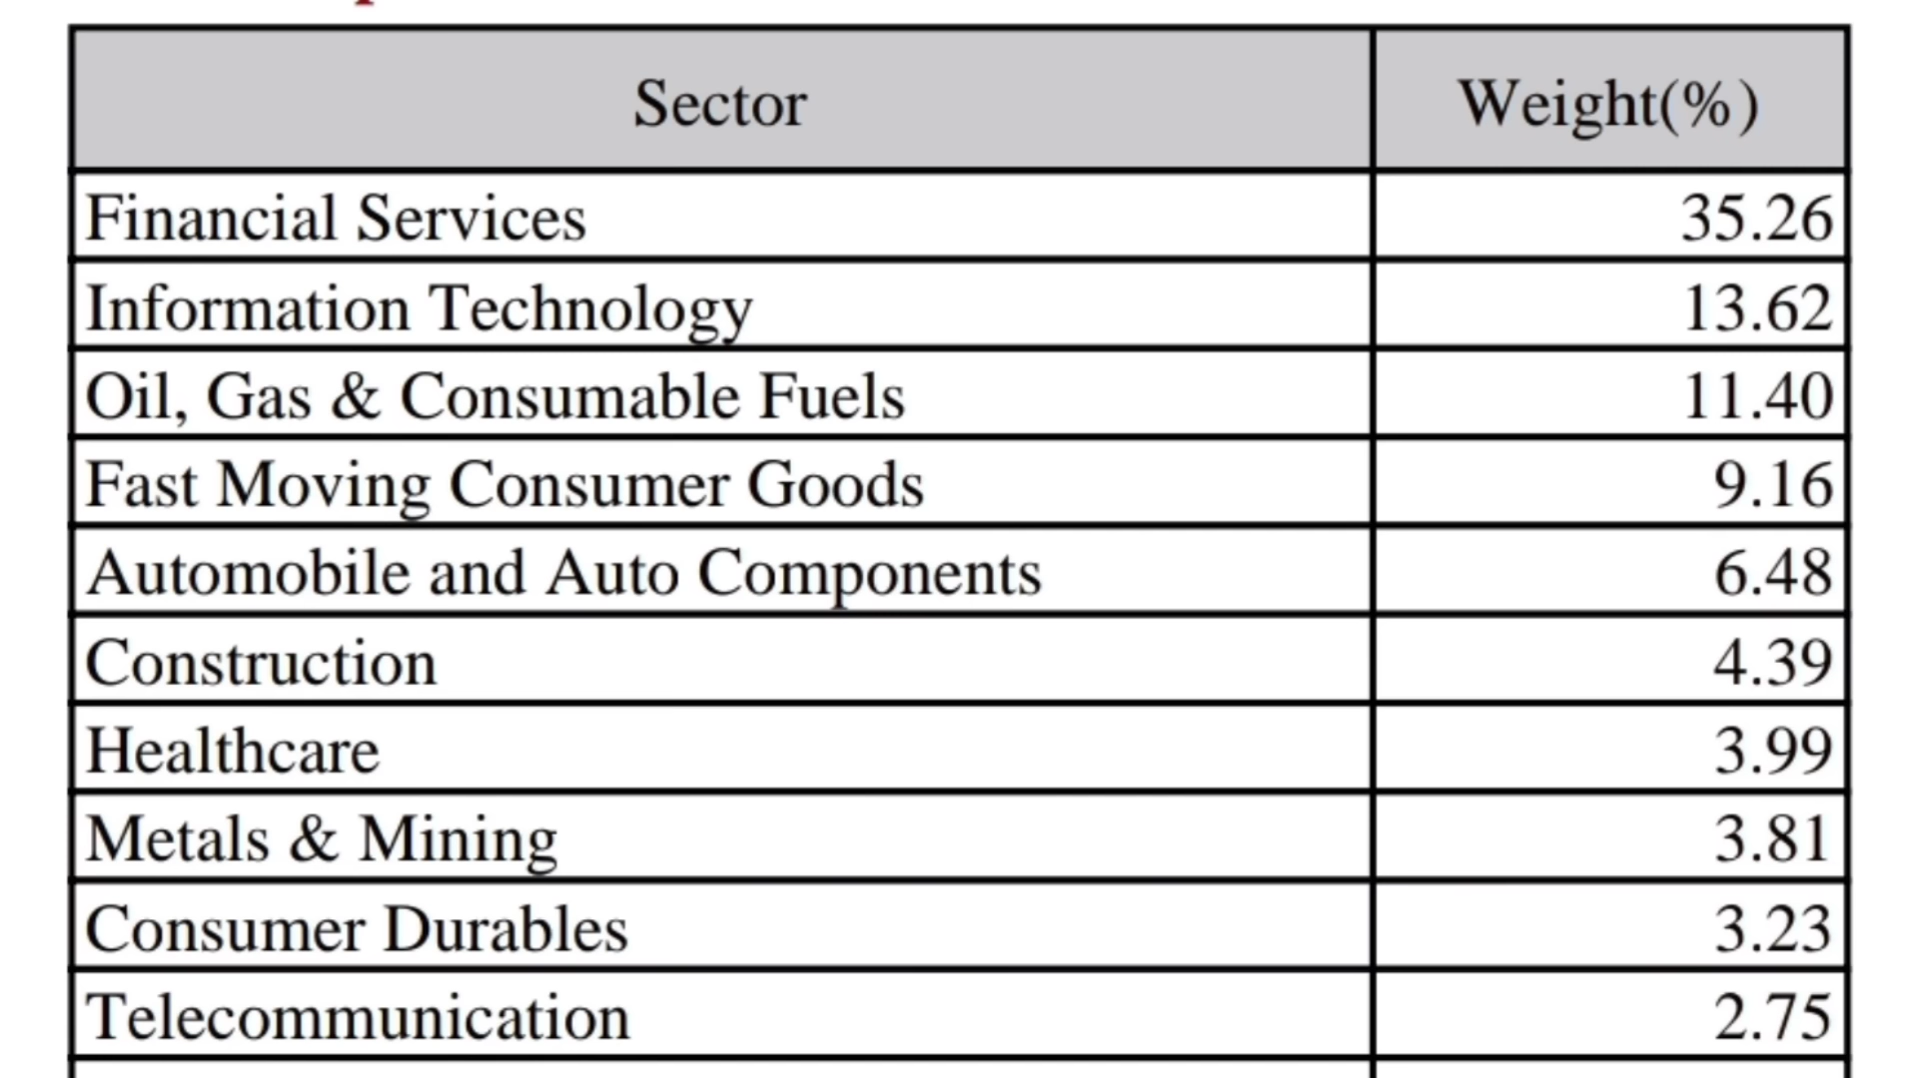 Sector Weight(%)
Financial Services 35.26
Information Technology 13.62
Oil, Gas & Consumable Fuels 11.40
Fast Moving Consumer Goods 9.16
Automobile and Auto Components 6.48
Construction 4.39
Healthcare 3.99
Metals & Mining 3.81
Consumer Durables 3.23
Telecommunication 2.75